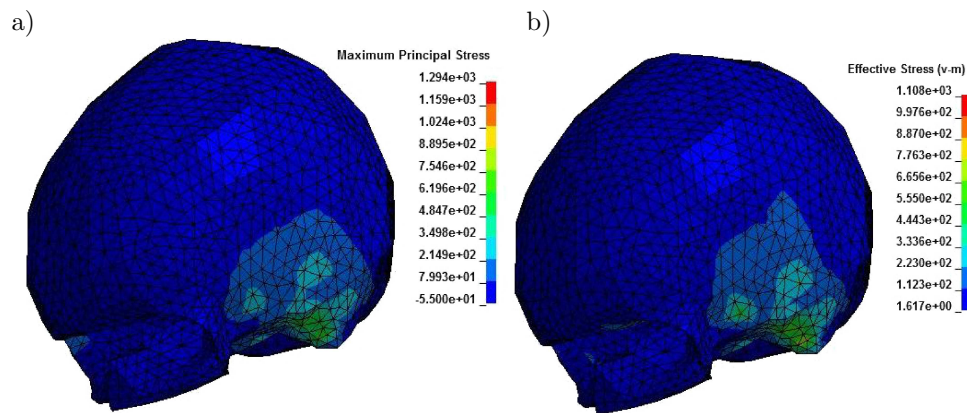 a)
Maximum Principal Stress
1.294e+03
1.159e+03
1.024e+03
8.895e+02
7.546e+02
6.196e+02
4.847e+02
3.498e+02
2.149e+02
7.993e+01
-5.500e+01
b)
Effective Stress (v-m)
1.108e+03
9.976e+02
8.870e+02
7.763e+02
6.656e+02
5.550e+02
4.443e+02
3.336e+02
2.230e+02
1.123e+02
1.617e+00